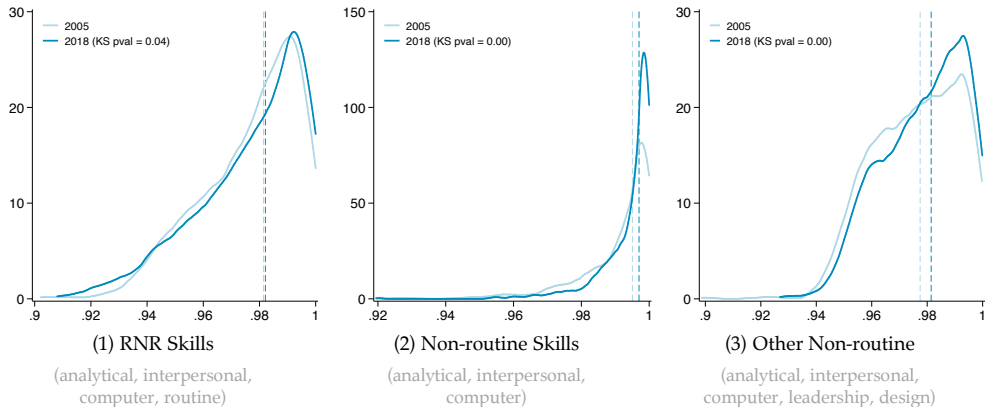 30
20
10
0
2005
2018 (KS pval = 0.04)
.9 .92 .94 .96 .98 1
(1) RNR Skills
(analytical, interpersonal,
computer, routine)
150
100
50
0
2005
2018 (KS pval = 0.00)
.92 .94 .96 .98 1
(2) Non-routine Skills
(analytical, interpersonal,
computer)
30
20
10
0
2005
2018 (KS pval = 0.00)
.9 .92 .94 .96 .98 1
(3) Other Non-routine
(analytical, interpersonal,
computer, leadership, design)